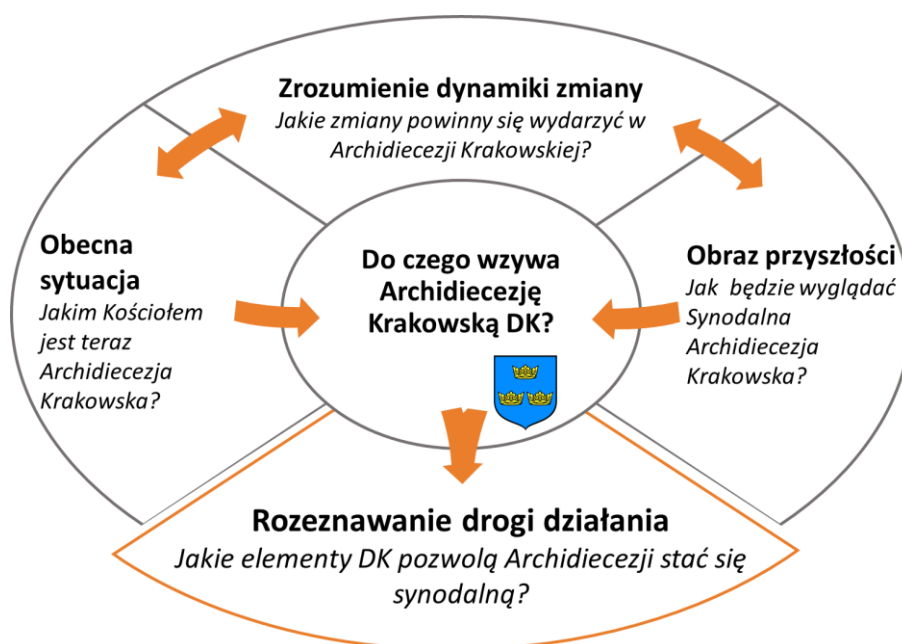 Zrozumienie dynamiki zmiany
Jakie zmiany powinny się wydarzyć w
Archidiecezji Krakowskiej?
Obecna
sytuacja
Jakim Kościołem
jest teraz
Archidiecezja
Krakowska?
Do czego wzywa
Archidiecezję
Krakowską DK?
Obraz przyszłości
Jak będzie wyglądać
Synodalna
Archidiecezja
Krakowska?
Rozeznawanie drogi działania
Jakie elementy DK pozwolą Archidiecezji stać się
synodalną?